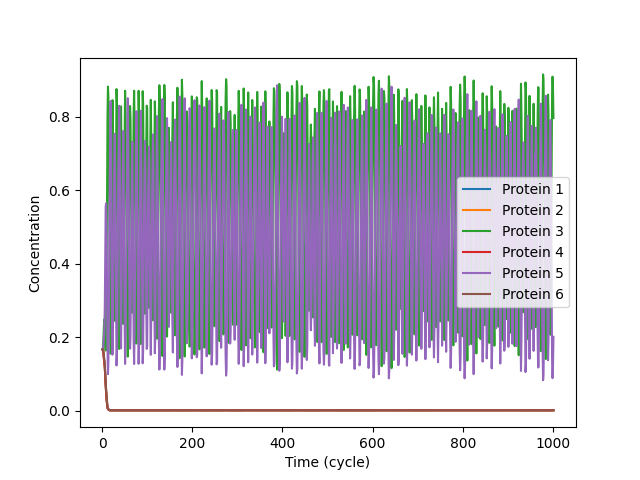 Concentration
0.8
0.6
0.4
0.2
0.0
0 200 400 600 800 1000
Time (cycle)
Protein 1
Protein 2
Protein 3
Protein 4
Protein 5
Protein 6